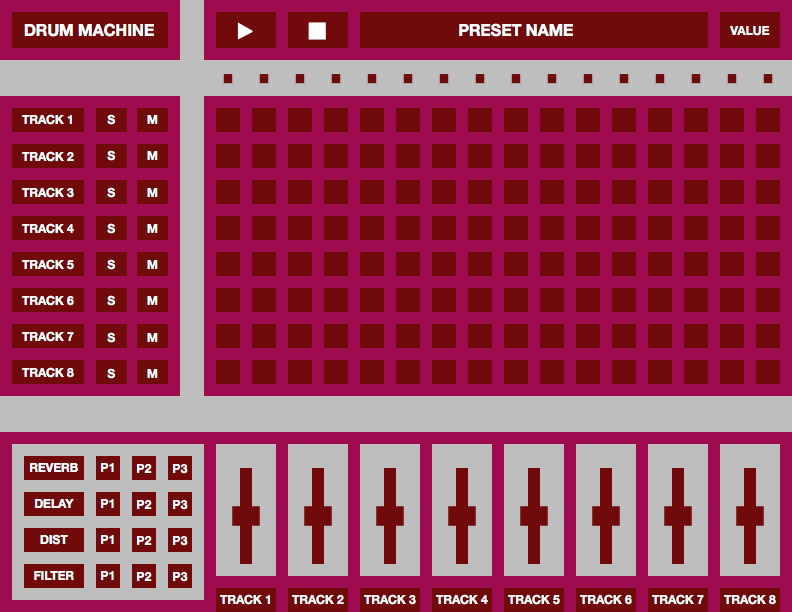 DRUM MACHINE PRESET NAME VALUE
TRACK 1 S M
TRACK 2 S M
TRACK 3 S M
TRACK 4 S M
TRACK 5 S M
TRACK 6 S M
TRACK 7 S M
TRACK 8 S M
REVERB P1 P2 P3
DELAY P1 P2 P3
DIST P1 P2 P3
FILTER P1 P2 P3
TRACK 1 TRACK 2 TRACK 3 TRACK 4 TRACK 5 TRACK 6 TRACK 7 TRACK 8